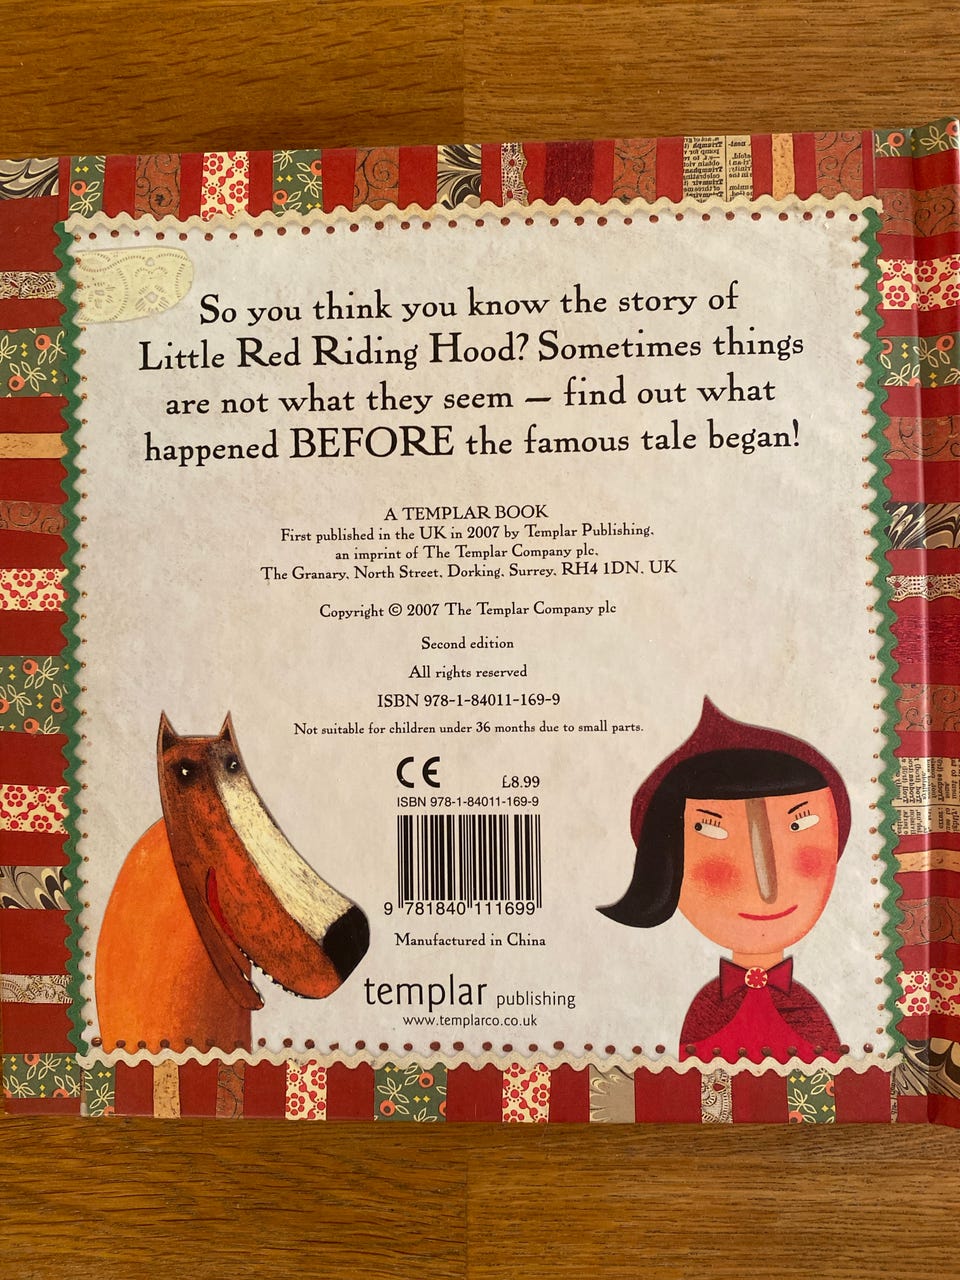 So you think you know the story of
Little Red Riding Hood? Sometimes things
are not what they seem – find out what
happened BEFORE the famous tale began!
A TEMPLAR BOOK
First published in the UK in 2007 by Templar Publishing,
an imprint of The Templar Company plc,
The Granary, North Street, Dorking, Surrey, RH4 1DN, UK
Copyright © 2007 The Templar Company plc
Second edition
All rights reserved
ISBN 978-1-84011-169-9
Not suitable for children under 36 months due to small parts.
CE £8.99
ISBN 978-1-84011-169-9
9 781840 111699
Manufactured in China
templar publishing
www.templarco.co.uk